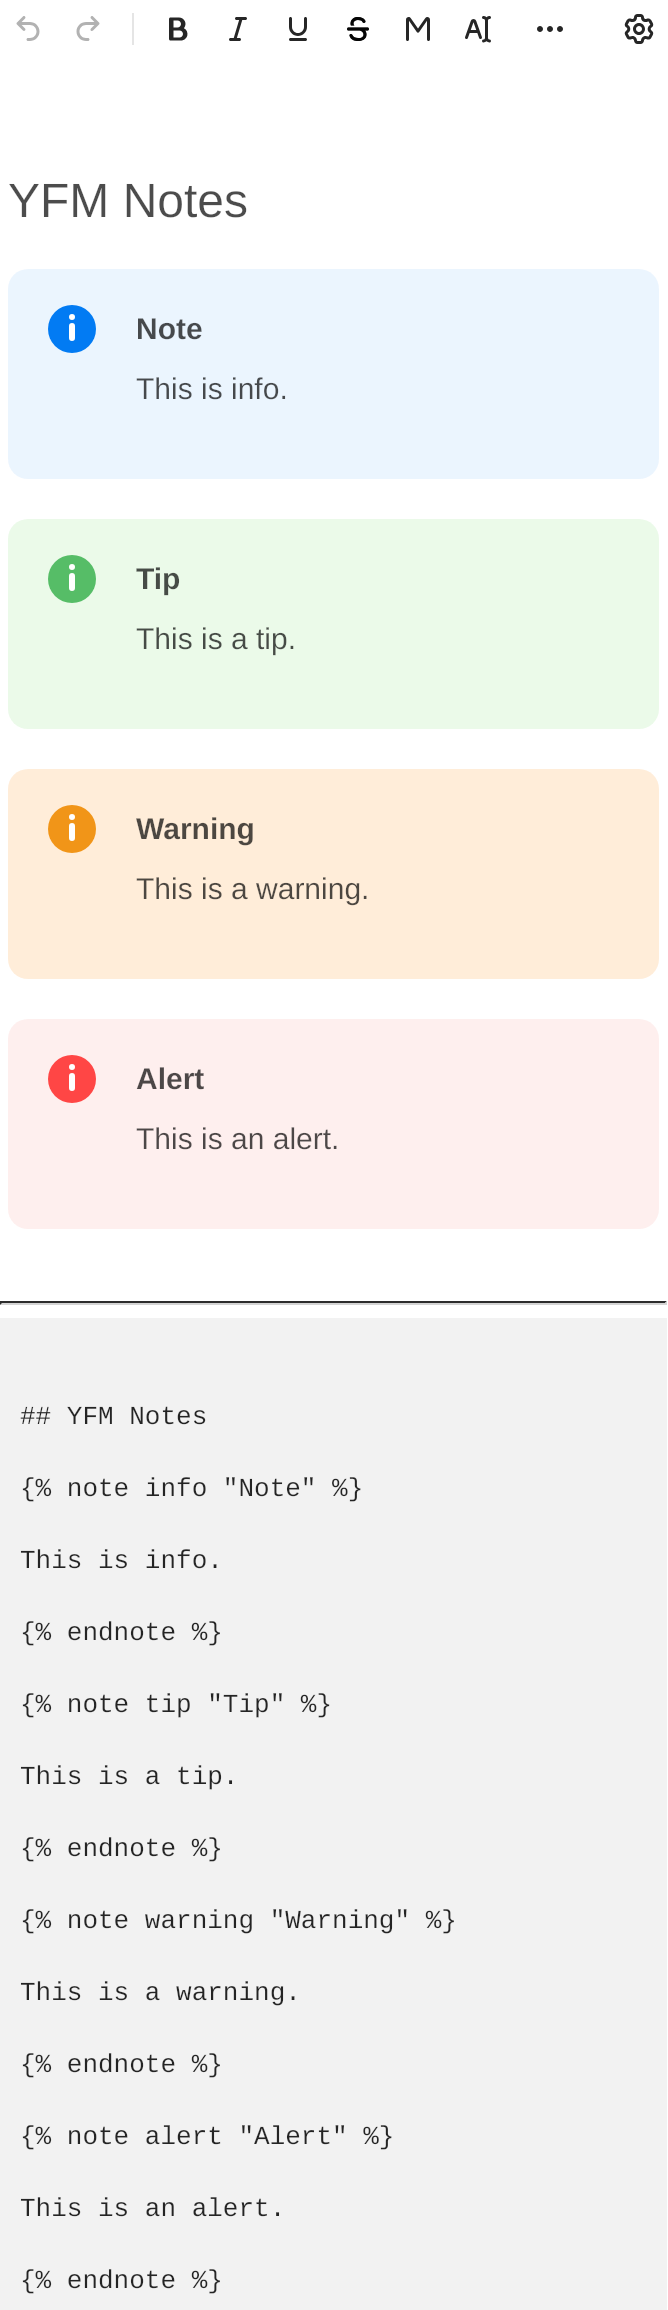 YFM Notes
Note
This is info.
Tip
This is a tip.
Warning
This is a warning.
Alert
This is an alert.
## YFM Notes
{% note info "Note" %}
This is info.
{% endnote %}
{% note tip "Tip" %}
This is a tip.
{% endnote %}
{% note warning "Warning" %}
This is a warning.
{% endnote %}
{% note alert "Alert" %}
This is an alert.
{% endnote %}